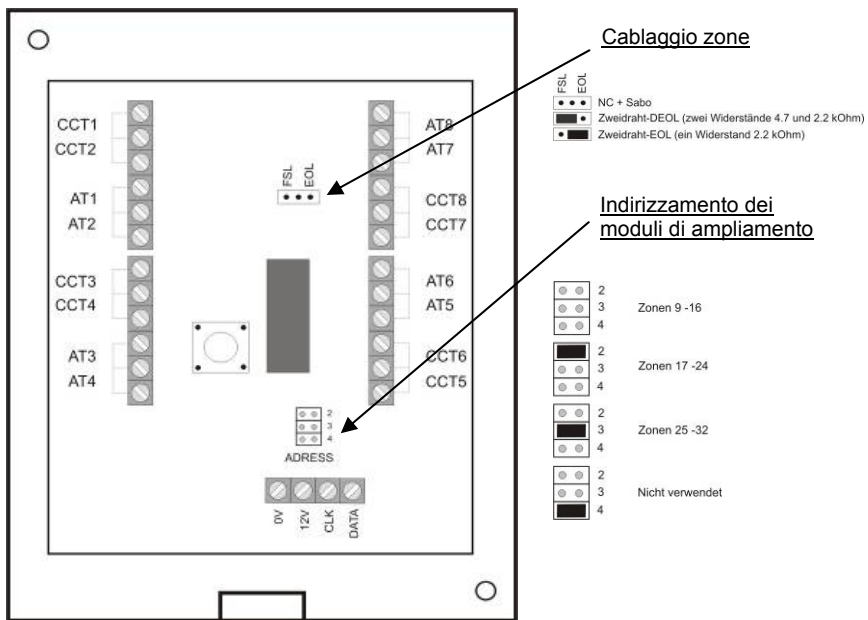 Cablaggio zone
FSL EOL
NC + Sabo
Zweidraht-DEOL (zwei Widerstände 4.7 und 2.2 kOhm)
Zweidraht-EOL (ein Widerstand 2.2 kOhm)
Indirizzamento dei
moduli di ampliamento
2
3 Zonen 9 -16
4
2
3 Zonen 17 -24
4
2
3 Zonen 25 -32
4
2
3 Nicht verwendet
4
CCT1
CCT2
AT1
AT2
CCT3
CCT4
AT3
AT4
FSL EOL
AT8
AT7
CCT8
CCT7
AT6
AT5
CCT6
CCT5
2
3
4
ADRESS
0V 12V CLK DATA